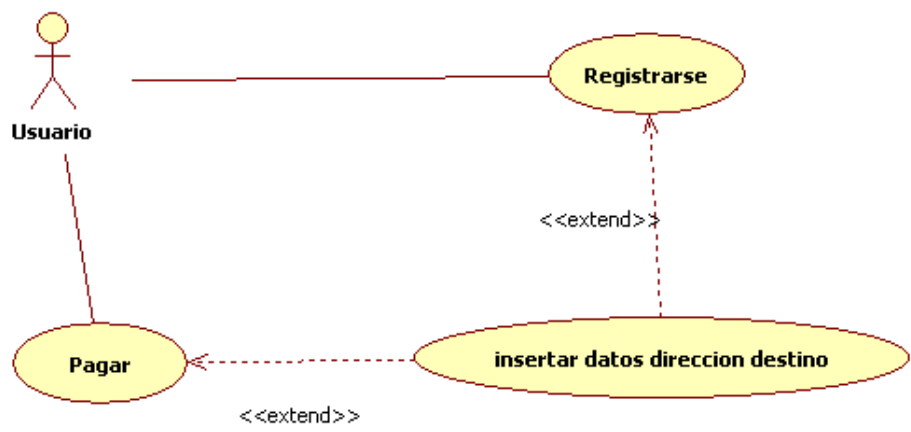 Registrarse
Usuario
<<extend>>
Pagar
insertar datos direccion destino
<<extend>>